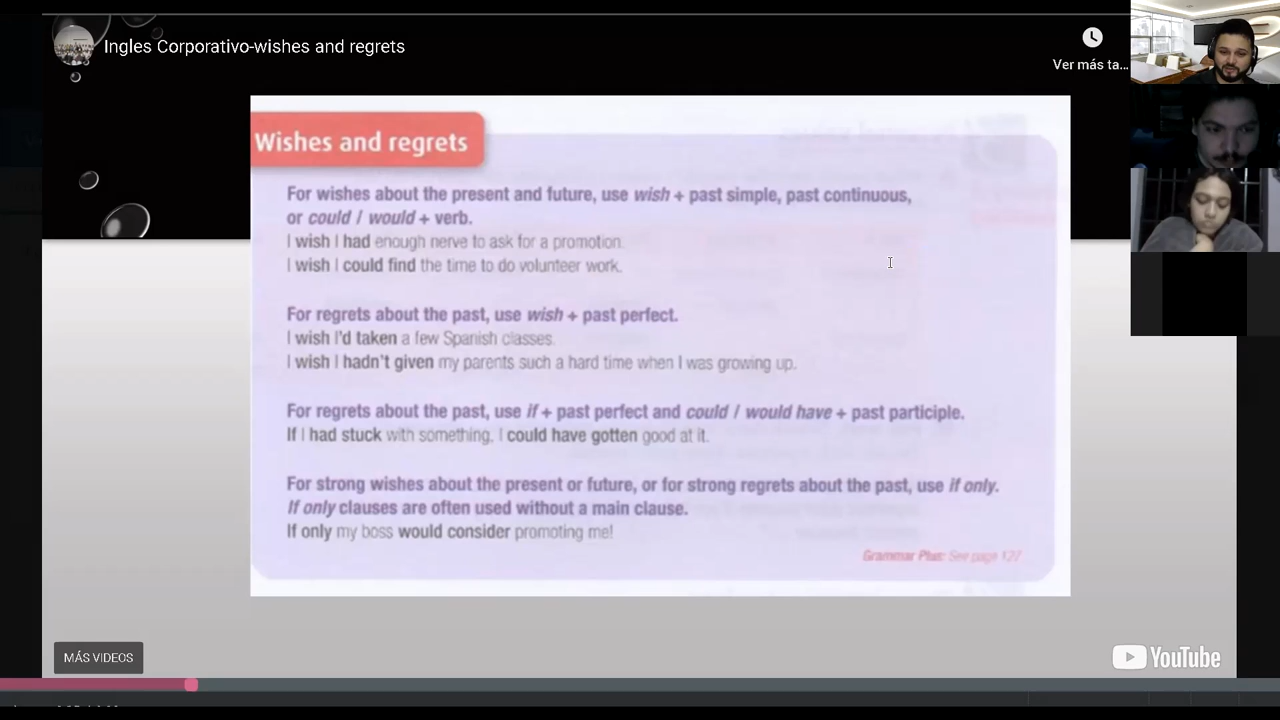 Ingles Corporativo-wishes and regrets
Ver más ta...
Wishes and regrets
For wishes about the present and future, use wish + past simple, past continuous,
or could / would + verb.
I wish I had enough nerve to ask for a promotion.
I wish I could find the time to do volunteer work.
For regrets about the past, use wish + past perfect.
I wish I'd taken a few Spanish classes.
I wish I hadn't given my parents such a hard time when I was growing up.
For regrets about the past, use if + past perfect and could / would have + past participle.
If I had stuck with something, I could have gotten good at it.
For strong wishes about the present or future, or for strong regrets about the past, use if only.
If only clauses are often used without a main clause.
If only my boss would consider promoting me!
Grammar Plus: See page 127
MÁS VIDEOS
YouTube